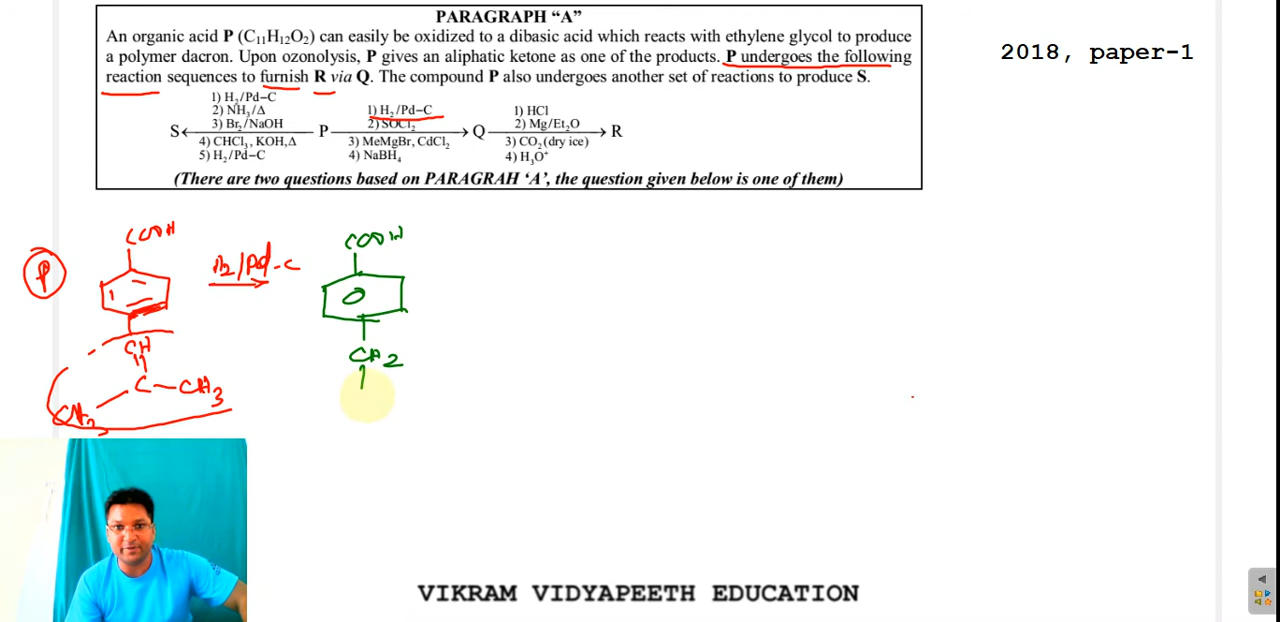 PARAGRAPH “A”
An organic acid P (C₁₁H₁₂O₂) can easily be oxidized to a dibasic acid which reacts with ethylene glycol to produce
a polymer dacron. Upon ozonolysis, P gives an aliphatic ketone as one of the products. P undergoes the following
reaction sequences to furnish R via Q. The compound P also undergoes another set of reactions to produce S.
1) H₂/Pd–C
2) NH₃/Δ
3) Br₂/NaOH
4) CHCl₃, KOH,Δ
5) H₂/Pd–C
S
P
1) H₂/Pd–C
2) SOCl₂
3) MeMgBr, CdCl₂
4) NaBH₄
Q
1) HCl
2) Mg/Et₂O
3) CO₂ (dry ice)
4) H₃O⁺
R
(There are two questions based on PARAGRAH ‘A’, the question given below is one of them)
2018, paper-1
P
COOH
CH
C–CH3
CH3
H2/Pd-C
COOH
CH2
VIKRAM VIDYAPEETH EDUCATION